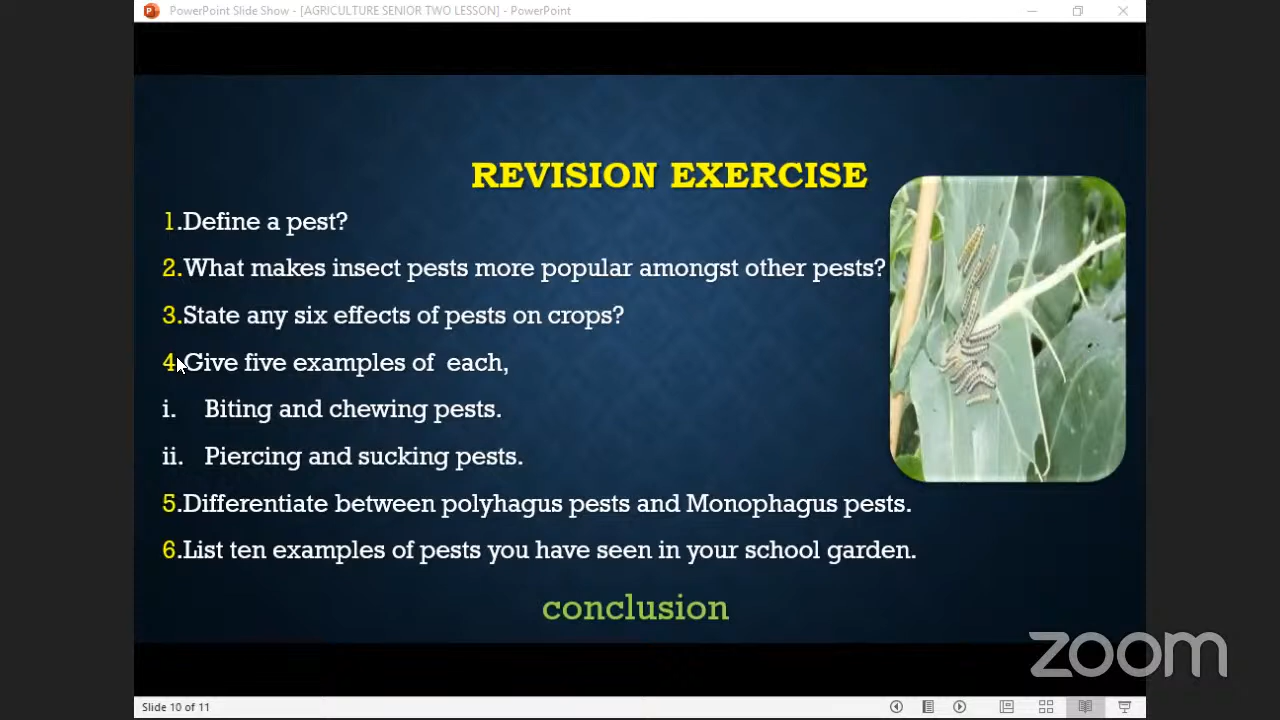 PowerPoint Slide Show - [AGRICULTURE SENIOR TWO LESSON] - PowerPoint
REVISION EXERCISE
1.Define a pest?
2.What makes insect pests more popular amongst other pests?
3.State any six effects of pests on crops?
4.Give five examples of each,
i. Biting and chewing pests.
ii. Piercing and sucking pests.
5.Differentiate between polyhagus pests and Monophagus pests.
6.List ten examples of pests you have seen in your school garden.
conclusion
zoom
Slide 10 of 11